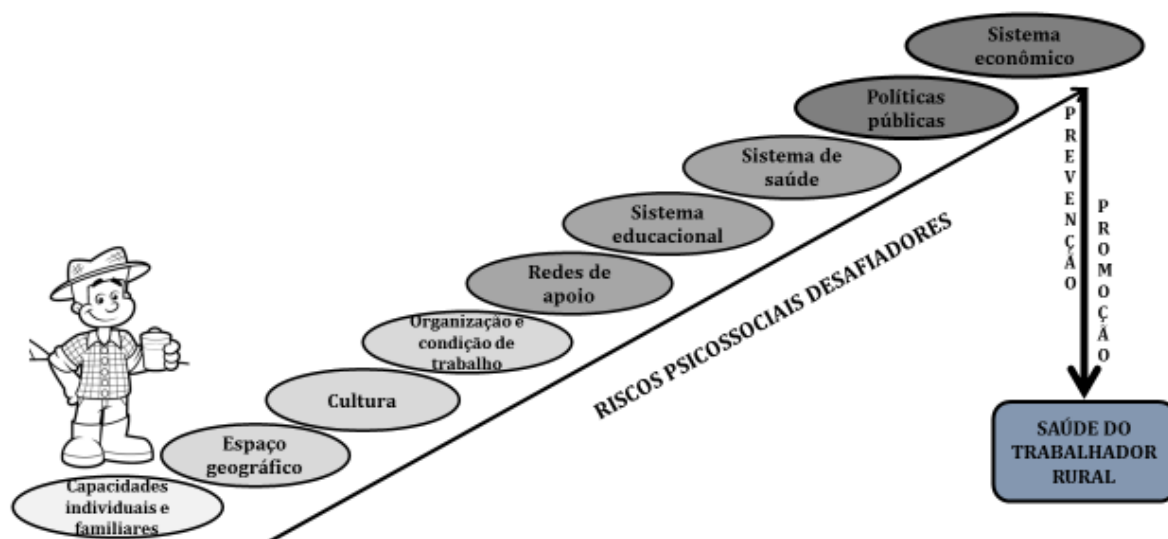 Sistema
econômico
Políticas
públicas
Sistema de
saúde
Sistema
educacional
Redes de
apoio
Organização e
condição de
trabalho
Cultura
Espaço
geográfico
Capacidades
individuais e
familiares
RISCOS PSICOSSOCIAIS DESAFIADORES
PREVENÇÃO
PROMOÇÃO
SAÚDE DO
TRABALHADOR
RURAL